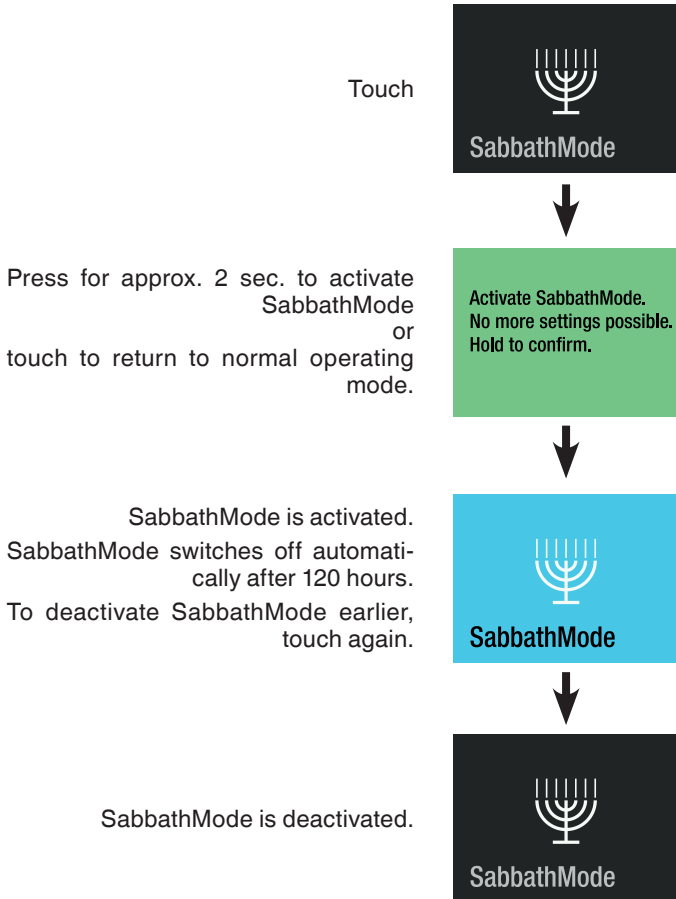 Touch
SabbathMode
Press for approx. 2 sec. to activate
SabbathMode
or
touch to return to normal operating
mode.
Activate SabbathMode.
No more settings possible.
Hold to confirm.
SabbathMode is activated.
SabbathMode switches off automati-
cally after 120 hours.
To deactivate SabbathMode earlier,
touch again.
SabbathMode
SabbathMode is deactivated.
SabbathMode